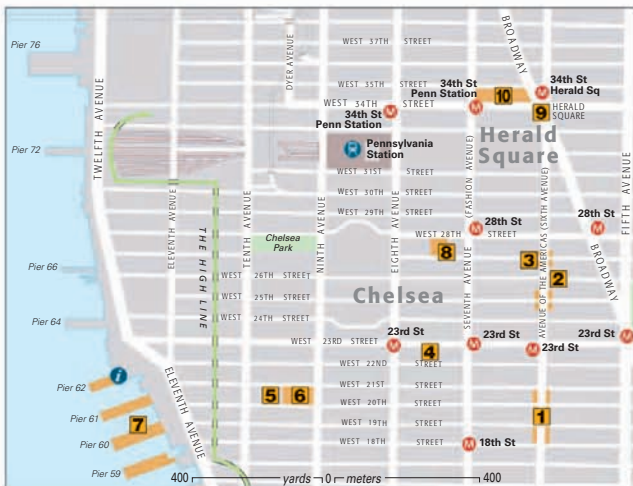 Pier 76
WEST 37TH STREET
BROADWAY
DYER AVENUE
WEST 35TH STREET
34th St
Penn Station
34th St
Herald Sq
10
WEST 34TH STREET
34th St
Penn Station
9
HERALD
SQUARE
TWELFTH AVENUE
Pier 72
Pennsylvania
Station
Herald
Square
WEST 31ST STREET
WEST 30TH STREET
WEST 29TH STREET
ELEVENTH AVENUE
THE HIGH LINE
TENTH AVENUE
NINTH AVENUE
EIGHTH AVENUE
SEVENTH AVENUE
(FASHION AVENUE)
AVENUE OF THE AMERICAS (SIXTH AVENUE)
FIFTH AVENUE
BROADWAY
28th St
28th St
WEST 28TH STREET
Chelsea
Park
8
3
2
Pier 66
WEST 26TH STREET
Chelsea
WEST 25TH STREET
Pier 64
WEST 24TH STREET
WEST 23RD STREET
23rd St
4
23rd St
23rd St
23rd St
WEST 22ND STREET
Pier 62
WEST 21ST STREET
5
6
WEST 20TH STREET
Pier 61
7
ELEVENTH AVENUE
1
WEST 19TH STREET
Pier 60
WEST 18TH STREET
18th St
Pier 59
400 yards 0 meters 400